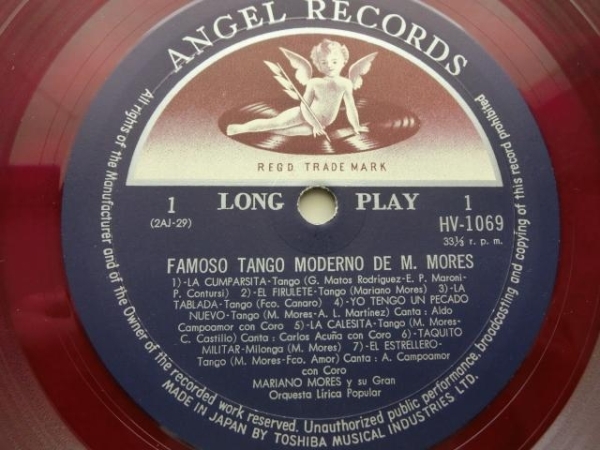 ANGEL RECORDS
REGD. TRADE MARK
1 LONG PLAY 1
(2AJ-29) HV-1069
33⅓ r. p. m.
FAMOSO TANGO MODERNO DE M. MORES
1)-LA CUMPARSITA-Tango (G. Matos Rodriguez-E. P. Maroni-
P. Contursi) 2)-EL FIRULETE-Tango (Mariano Mores) 3)-LA
TABLADA-Tango (Fco. Canaro) 4)-YO TENGO UN PECADO
NUEVO-Tango (M. Mores-A. L. Martinez) Canta : Aldo
Campoamor con Coro 5)-LA CALESITA-Tango (M. Mores-
C. Castillo) Canta : Carlos Acuña con Coro 6)-TAQUITO
MILITAR-Milonga (M. Mores) 7)-EL ESTRELLERO-
Tango (M. Mores-Fco. Amor) Canta : A. Campoamor
con Coro
MARIANO MORES y su Gran
Orquesta Lírica Popular
All rights of the Manufacturer and of the Owner of the recorded work reserved. Unauthorized public performance, broadcasting and copying of this record prohibited
MADE IN JAPAN BY TOSHIBA MUSICAL INDUSTRIES LTD.